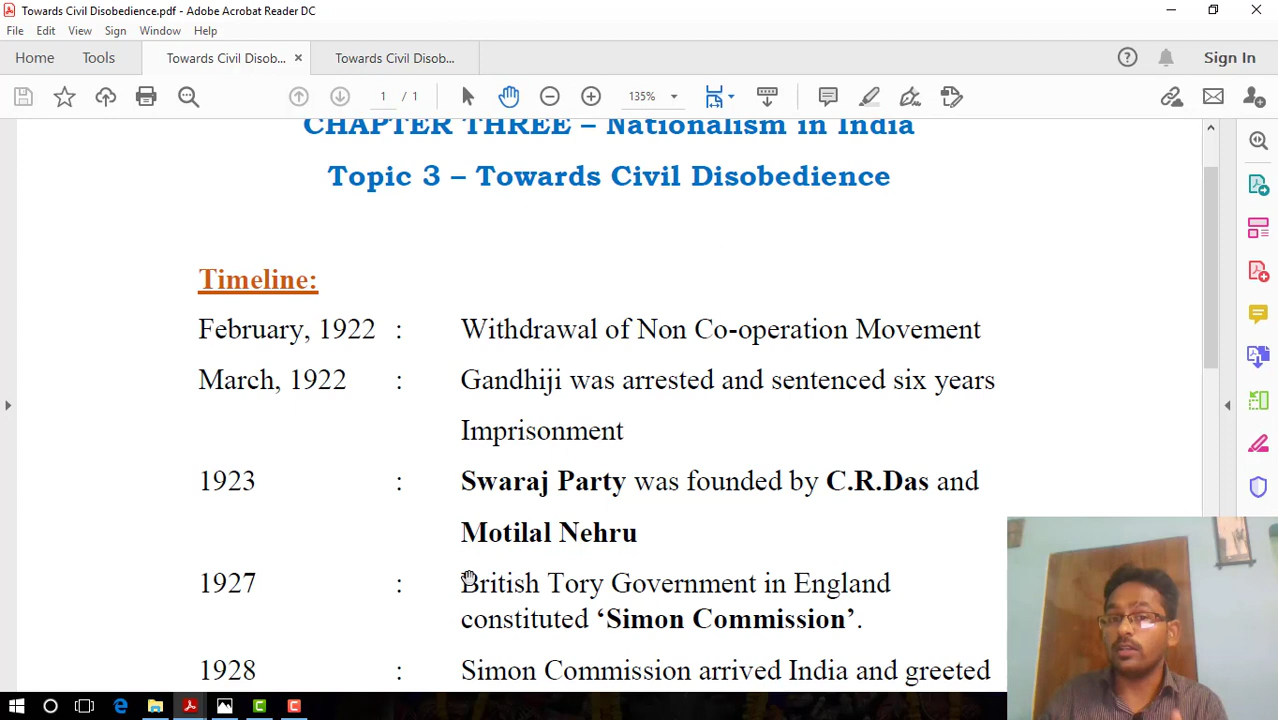 Towards Civil Disobedience.pdf - Adobe Acrobat Reader DC
File Edit View Sign Window Help
Home Tools Towards Civil Disob... × Towards Civil Disob... Sign In
1 / 1 135%
CHAPTER THREE – Nationalism in India
Topic 3 – Towards Civil Disobedience
Timeline:
February, 1922 : Withdrawal of Non Co-operation Movement
March, 1922 : Gandhiji was arrested and sentenced six years
Imprisonment
1923 : Swaraj Party was founded by C.R.Das and
Motilal Nehru
1927 : British Tory Government in England
constituted ‘Simon Commission’.
1928 : Simon Commission arrived India and greeted